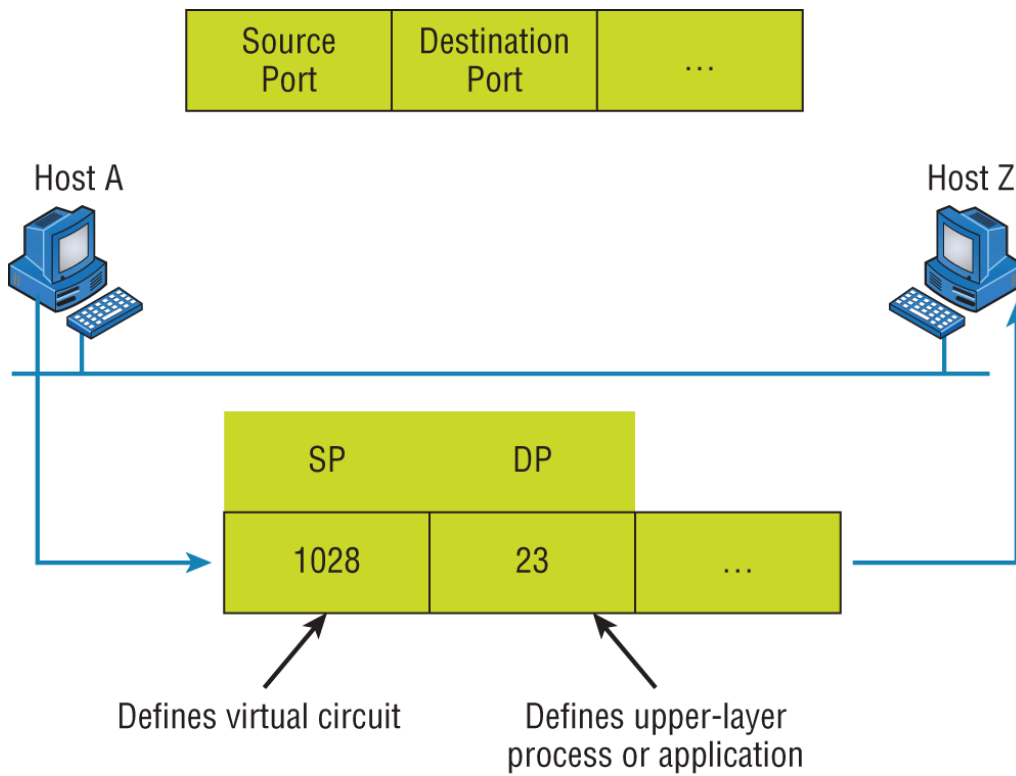 Source Port
Destination Port
...
Host A
Host Z
SP
DP
1028
23
...
Defines virtual circuit
Defines upper-layer
process or application